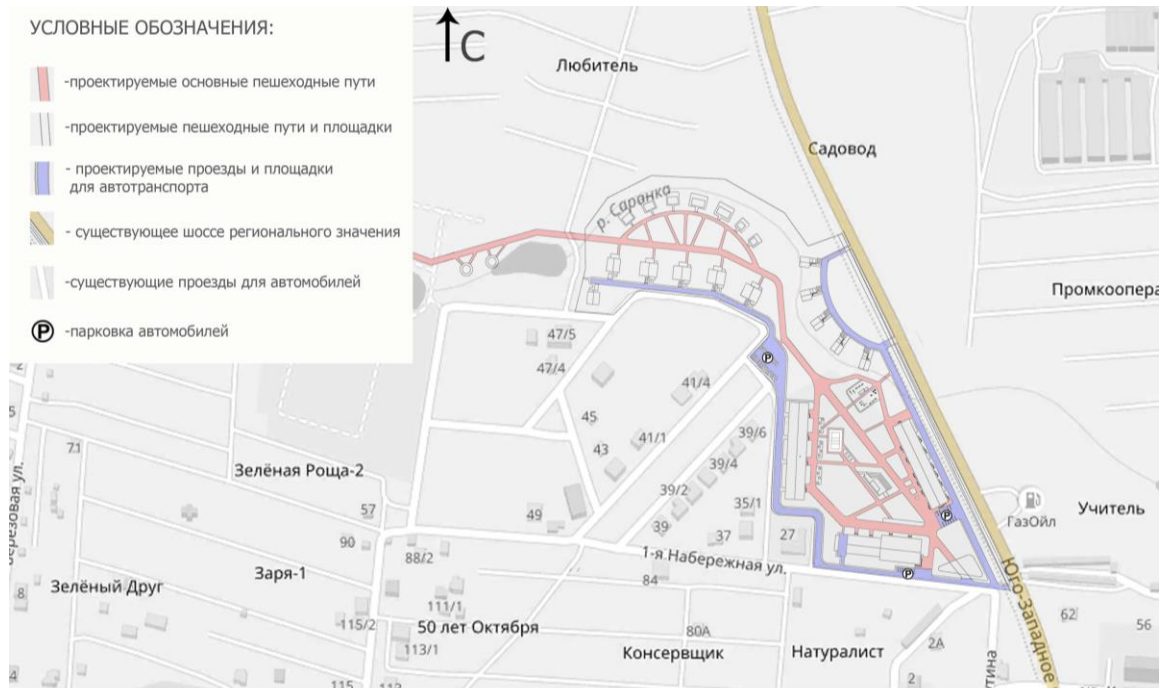 УСЛОВНЫЕ ОБОЗНАЧЕНИЯ:
-проектируемые основные пешеходные пути
-проектируемые пешеходные пути и площадки
- проектируемые проезды и площадки
для автотранспорта
- существующее шоссе регионального значения
-существующие проезды для автомобилей
P
-парковка автомобилей
С
Любитель
Садовод
р. Саранка
Промкоопера
47/5
47/4
P
41/4
45
41/1
43
39/6
39/4
39/2
39
35/1
37
27
71
Зелёная Роща-2
57
49
90
88/2
1-я Набережная ул.
84
P
P
ГазОйл
Учитель
Юго-Западное
Заря-1
Зелёный Друг
8
111/1
115/2
50 лет Октября
113/1
80А
Консервщик
Натуралист
2А
2
62
56
115